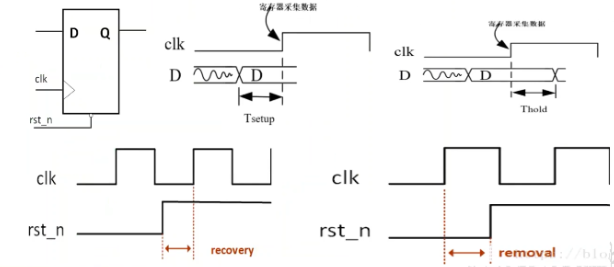 寄存器采集数据
D Q
clk
rst_n
clk
D D
Tsetup
寄存器采集数据
clk
D D
Thold
clk
rst_n
recovery
clk
rst_n
removal